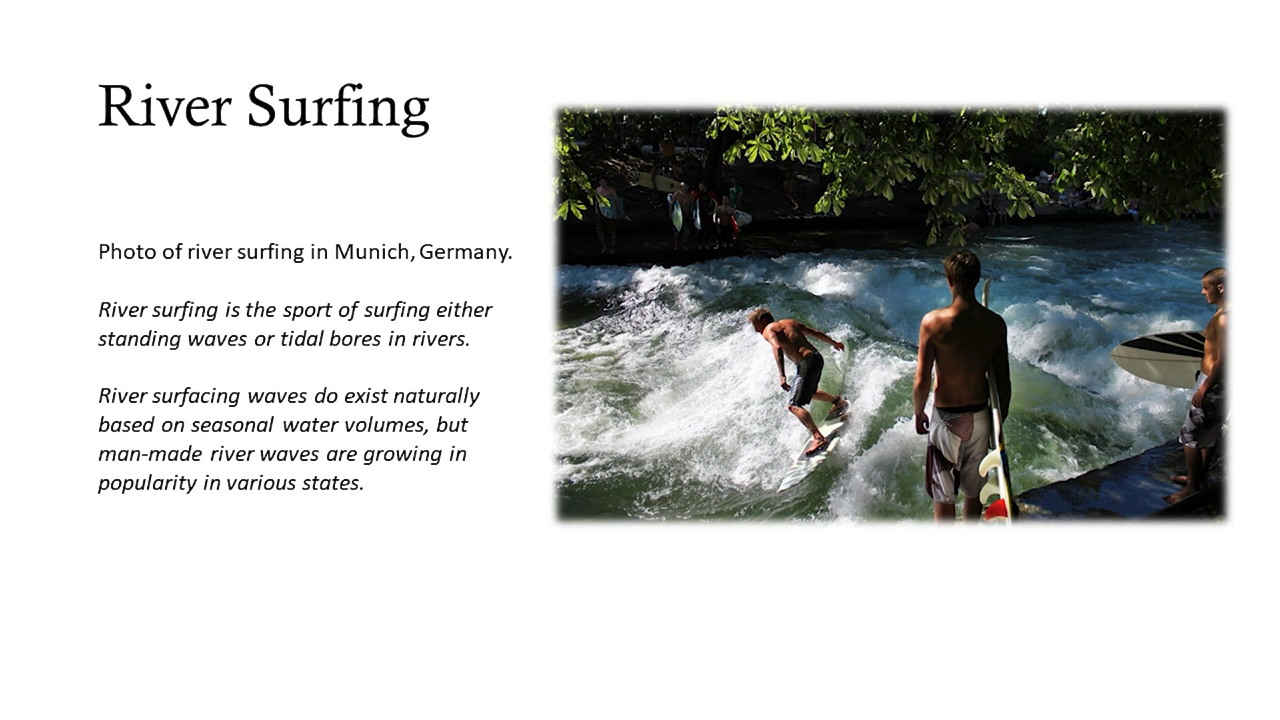 River Surfing
Photo of river surfing in Munich, Germany.
River surfing is the sport of surfing either
standing waves or tidal bores in rivers.
River surfacing waves do exist naturally
based on seasonal water volumes, but
man-made river waves are growing in
popularity in various states.